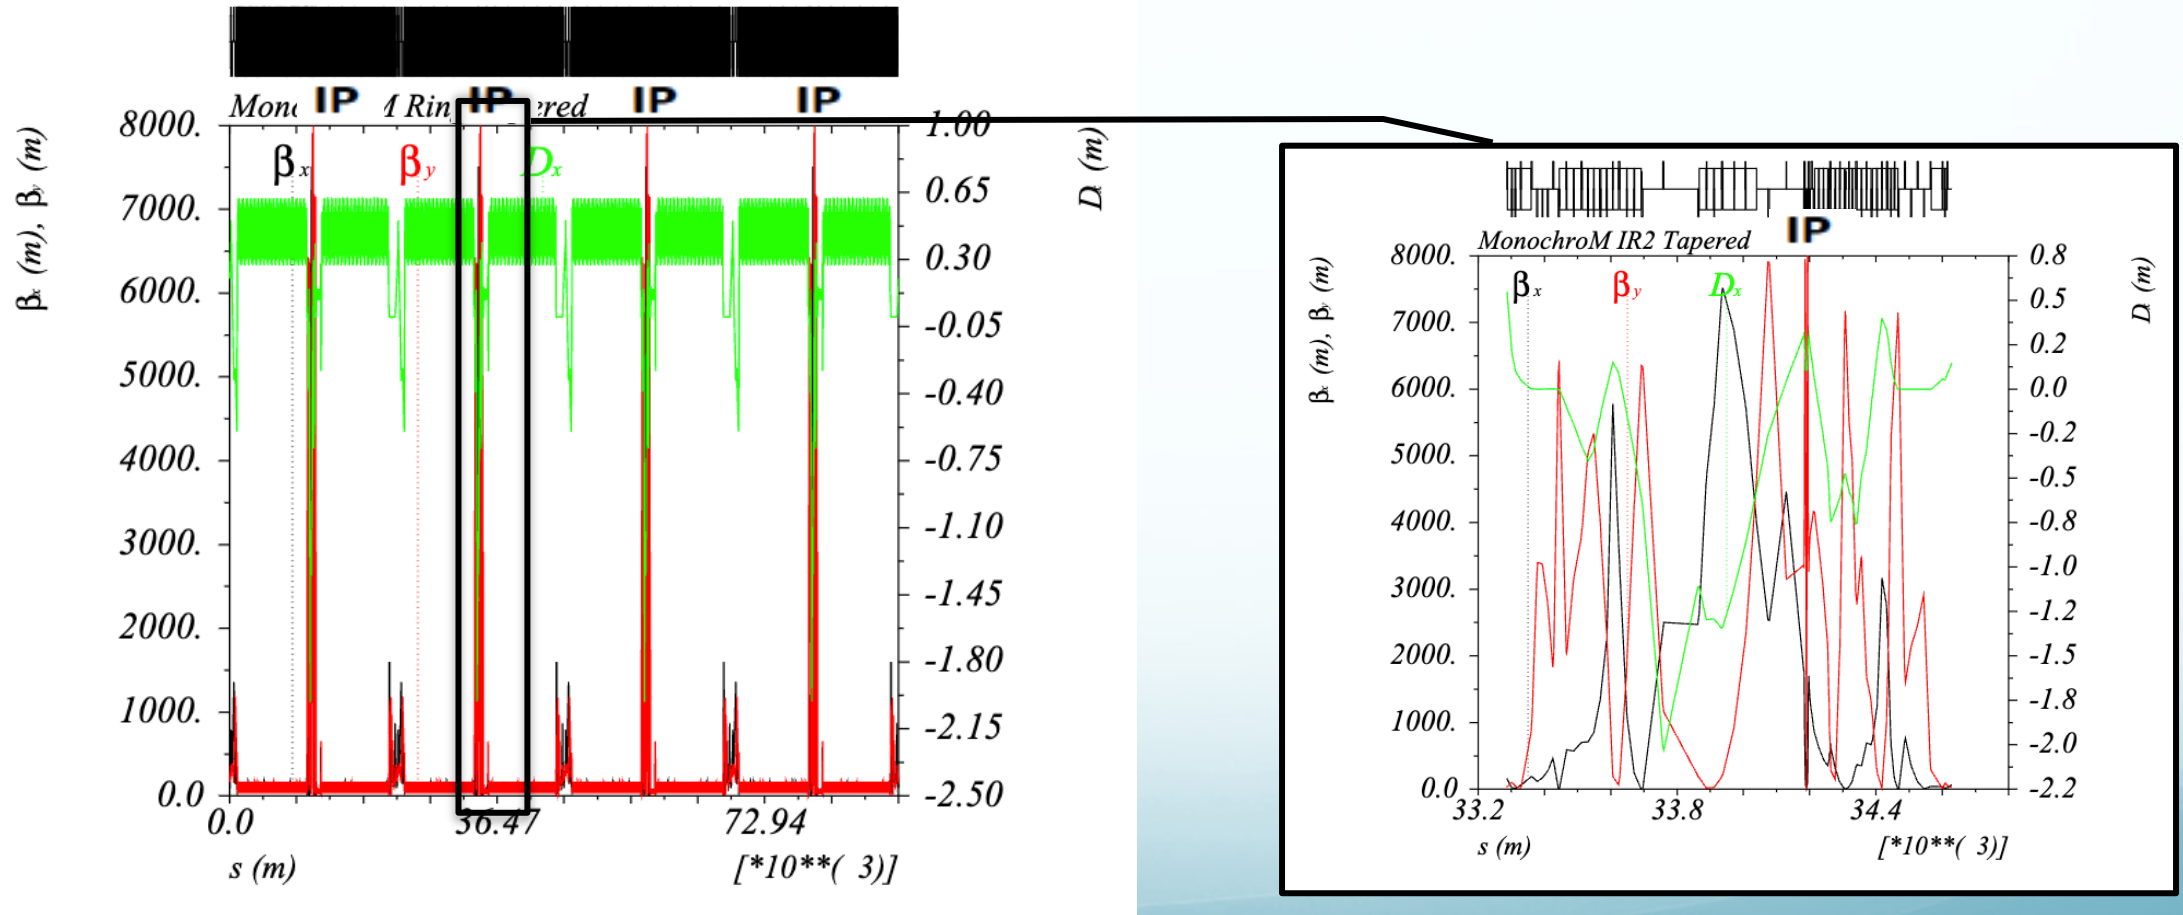 IP IP IP IP
8000. 1.00
βx βy Dx
7000. 0.65
6000. 0.30
-0.05
5000. -0.40
4000. -0.75
3000. -1.10
-1.45
2000. -1.80
1000. -2.15
0.0 -2.50
0.0 36.47 72.94
s (m) [*10**( 3)]
βx (m), βy (m)
Dx (m)
IP
MonochroM IR2 Tapered
8000. 0.8
βx βy Dx
0.5
7000. 0.2
6000. 0.0
-0.2
5000. -0.5
4000. -0.8
-1.0
3000. -1.2
2000. -1.5
-1.8
1000. -2.0
0.0 -2.2
33.2 33.8 34.4
s (m) [*10**( 3)]
βx (m), βy (m)
Dx (m)